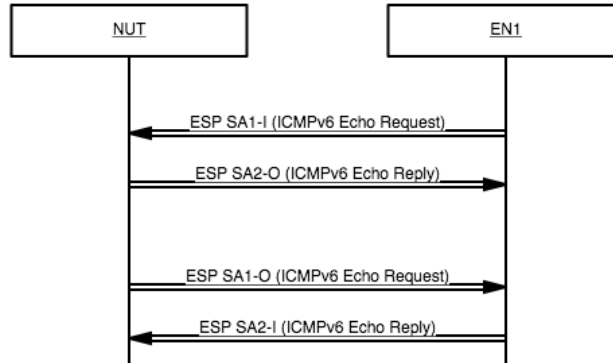 NUT
EN1
ESP SA1-I (ICMPv6 Echo Request)
ESP SA2-O (ICMPv6 Echo Reply)
ESP SA1-O (ICMPv6 Echo Request)
ESP SA2-I (ICMPv6 Echo Reply)